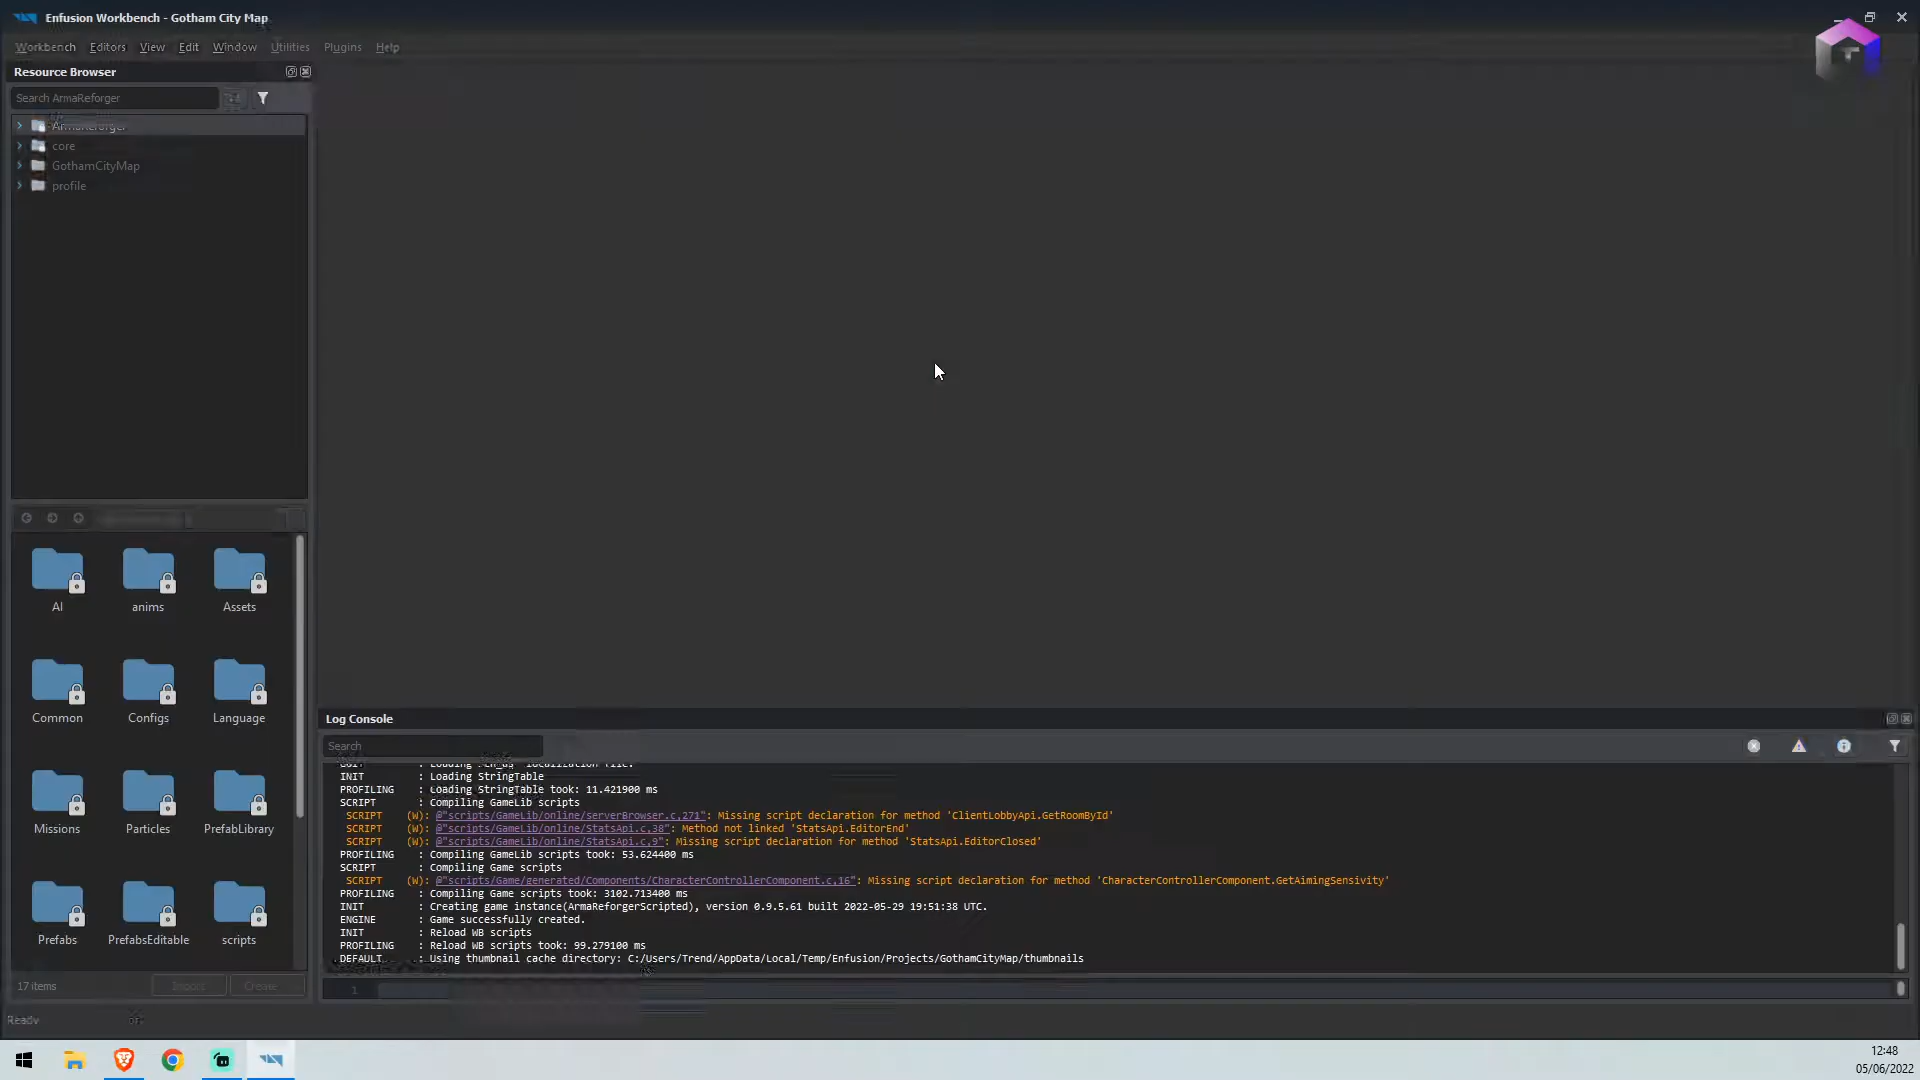 Enfusion Workbench - Gotham City Map
Workbench Editors View Edit Window Utilities Plugins Help
Resource Browser
Search ArmaReforger
ArmaReforger
core
GothamCityMap
profile
AI anims Assets
Common Configs Language
Missions Particles PrefabLibrary
Prefabs PrefabsEditable scripts
17 items Import Create
Ready
Log Console
Search
INIT : Loading StringTable
PROFILING : Loading StringTable took: 11.421900 ms
SCRIPT : Compiling GameLib scripts
SCRIPT (W): @"scripts/GameLib/online/serverBrowser.c,271": Missing script declaration for method 'ClientLobbyApi.GetRoomById'
SCRIPT (W): @"scripts/GameLib/online/StatsApi.c,38": Method not linked 'StatsApi.EditorEnd'
SCRIPT (W): @"scripts/GameLib/online/StatsApi.c,9": Missing script declaration for method 'StatsApi.EditorClosed'
PROFILING : Compiling GameLib scripts took: 53.624400 ms
SCRIPT : Compiling Game scripts
SCRIPT (W): @"scripts/Game/generated/Components/CharacterControllerComponent.c,16": Missing script declaration for method 'CharacterControllerComponent.GetAimingSensivity'
PROFILING : Compiling Game scripts took: 3102.713400 ms
INIT : Creating game instance(ArmaReforgerScripted), version 0.9.5.61 built 2022-05-29 19:51:38 UTC.
ENGINE : Game successfully created.
INIT : Reload WB scripts
PROFILING : Reload WB scripts took: 99.279100 ms
DEFAULT : Using thumbnail cache directory: C:/Users/Trend/AppData/Local/Temp/Enfusion/Projects/GothamCityMap/thumbnails
1
12:48
05/06/2022